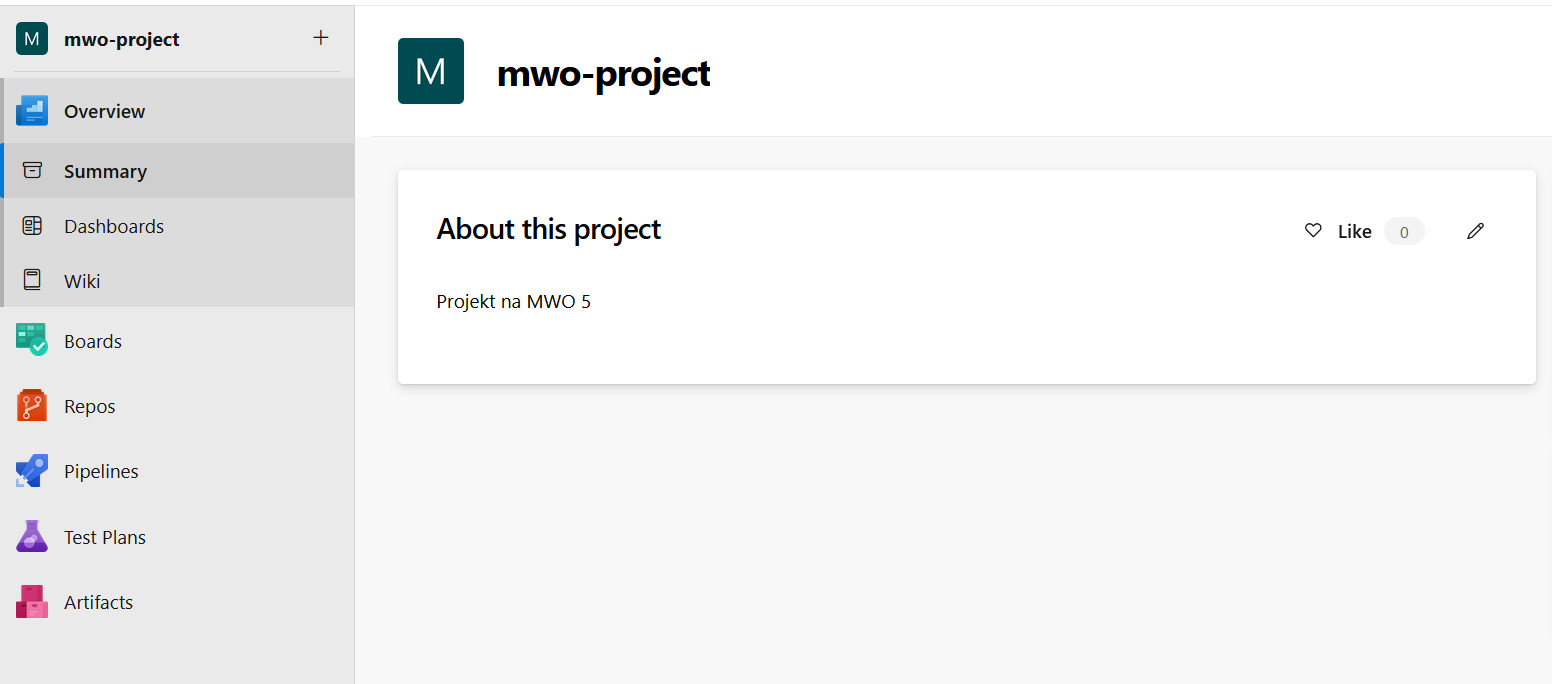 M mwo-project +
Overview
Summary
Dashboards
Wiki
Boards
Repos
Pipelines
Test Plans
Artifacts
M mwo-project
About this project
Like 0
Projekt na MWO 5